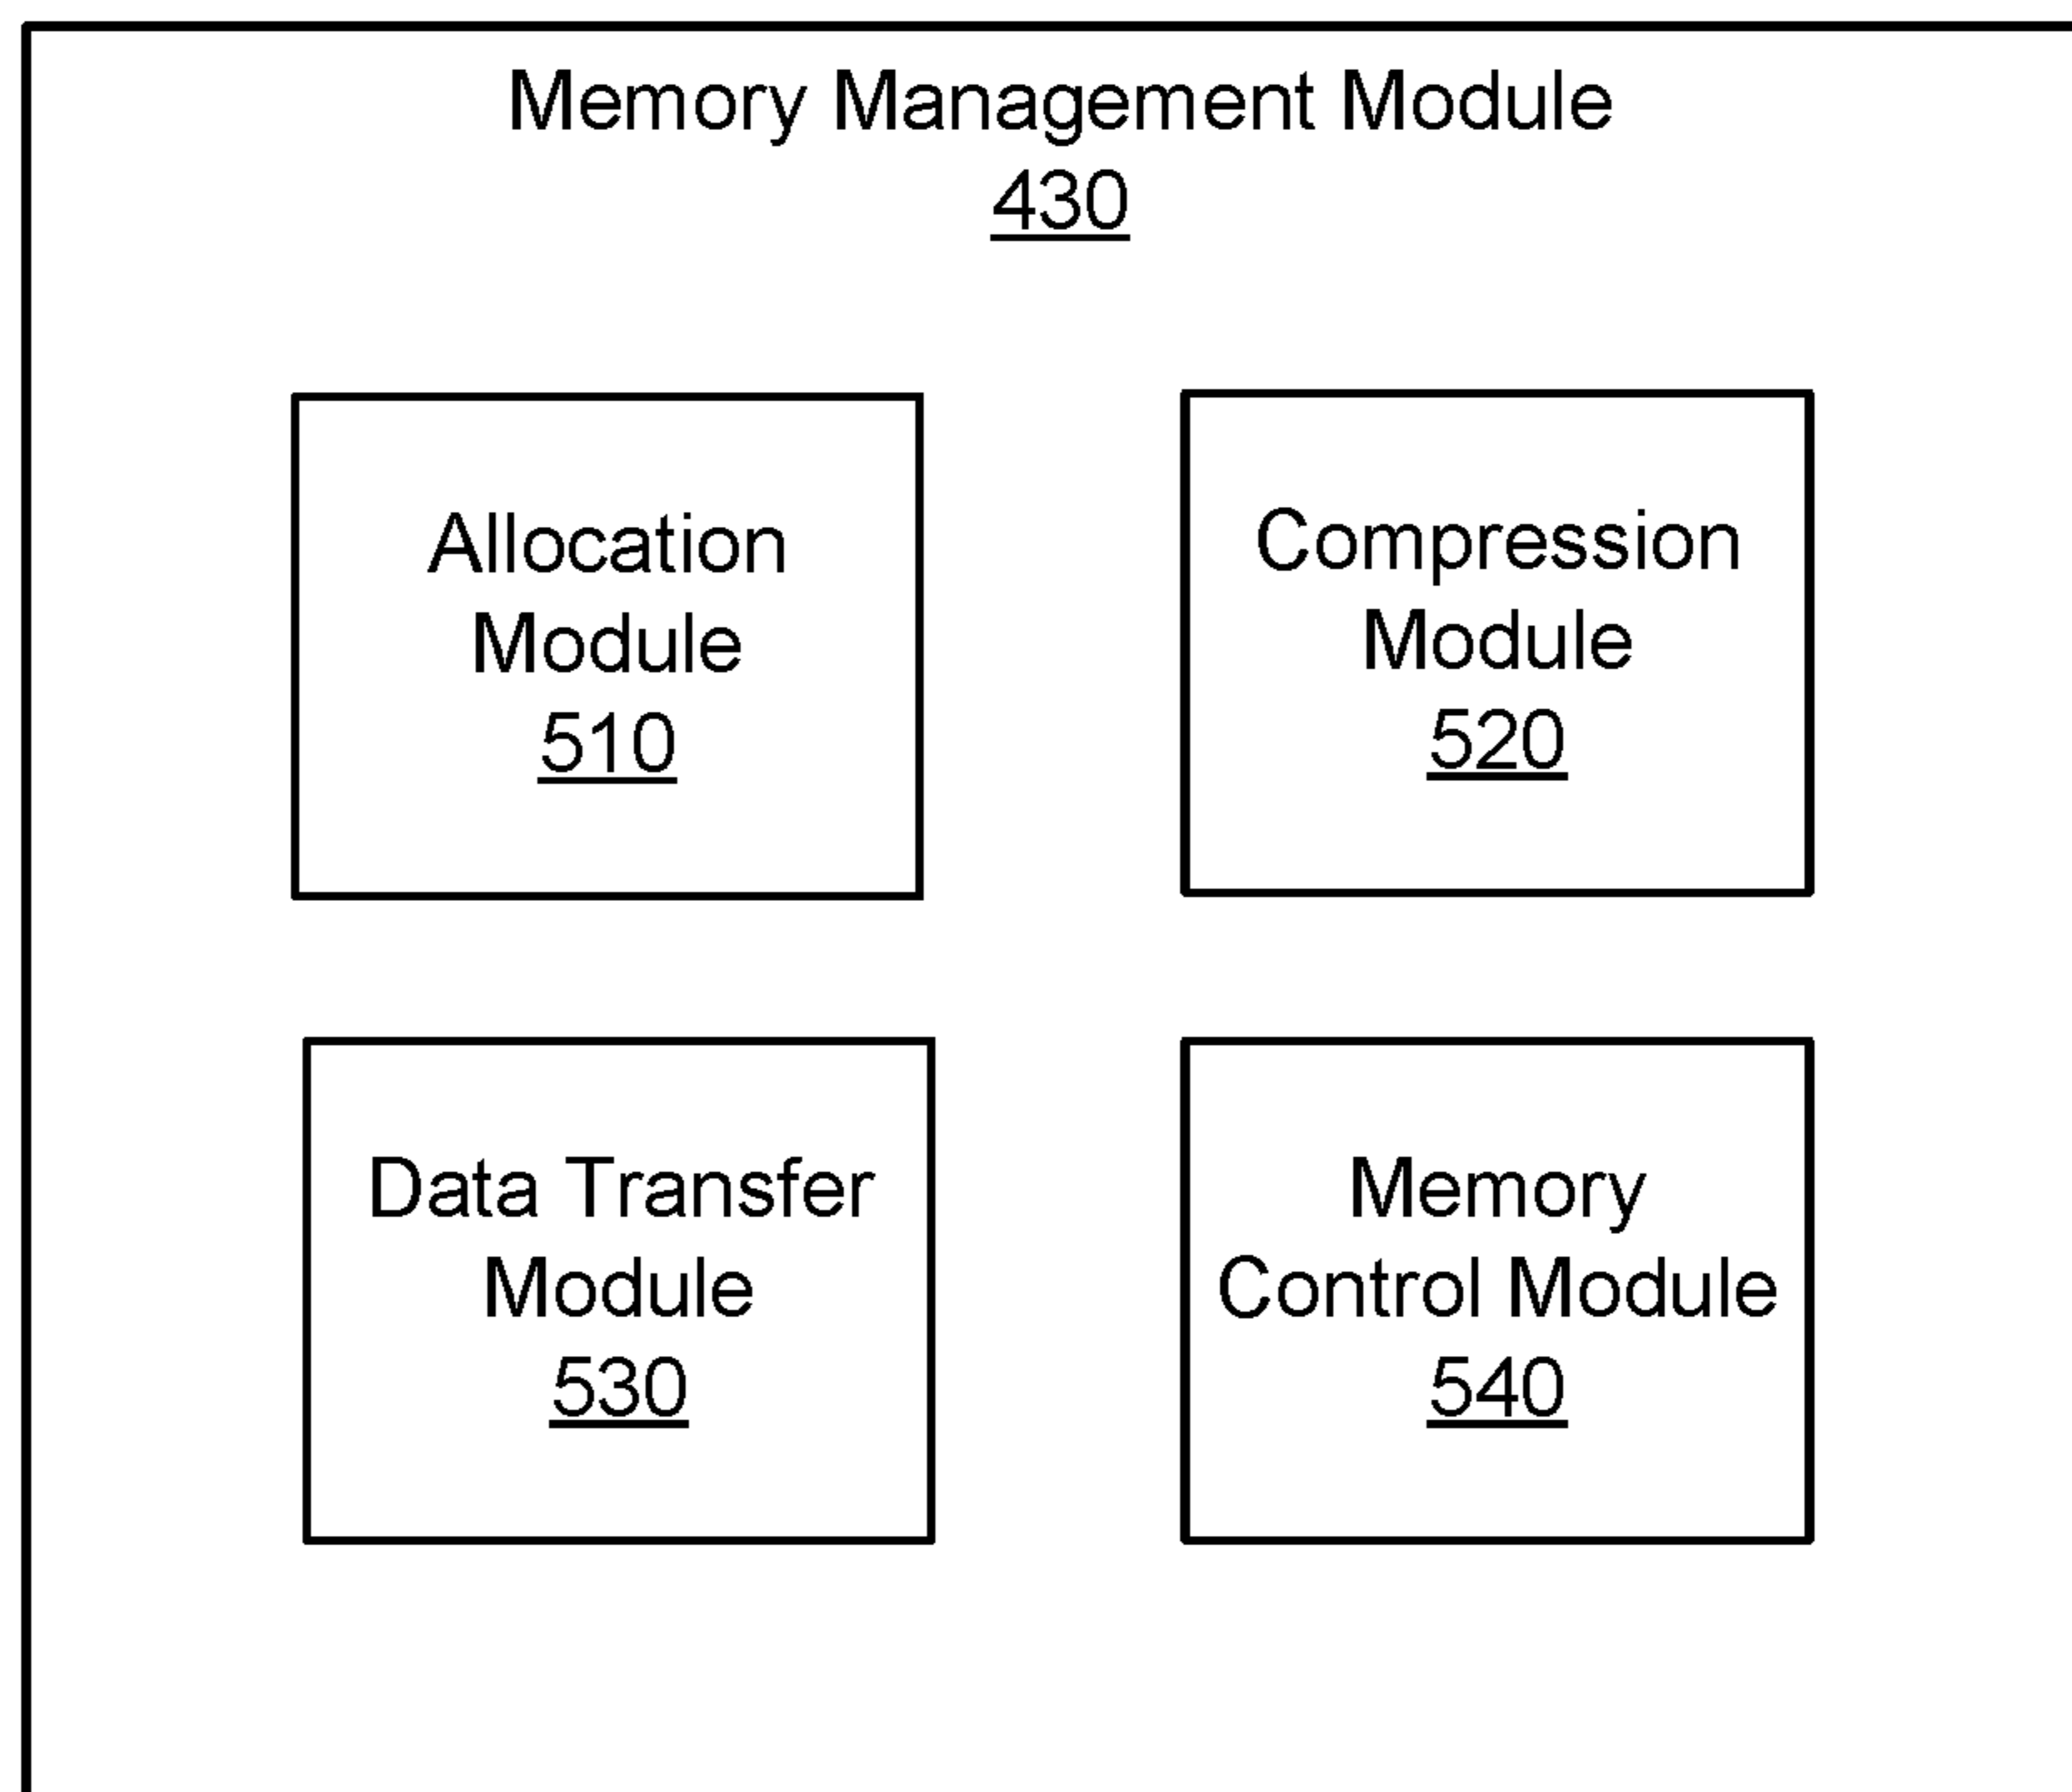 Memory Management Module
430
Allocation
Module
510
Compression
Module
520
Data Transfer
Module
530
Memory
Control Module
540